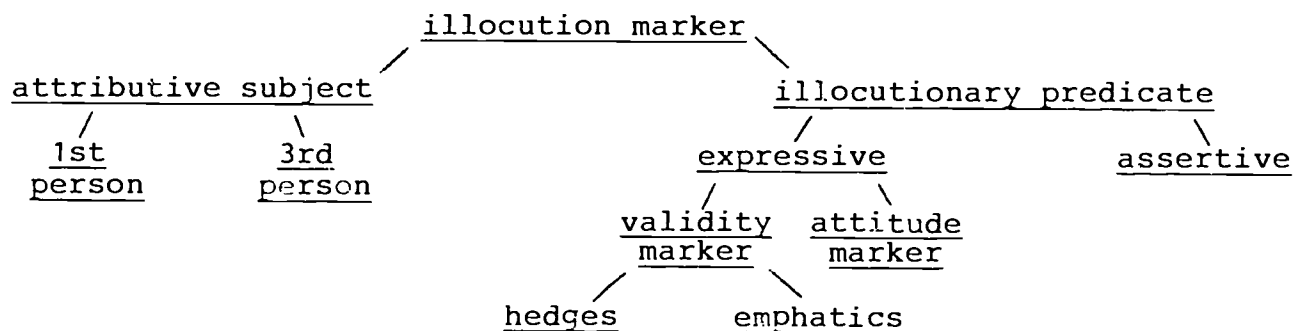 illocution marker
attributive subject
illocutionary predicate
1st
person
3rd
person
expressive
assertive
validity
marker
attitude
marker
hedges
emphatics